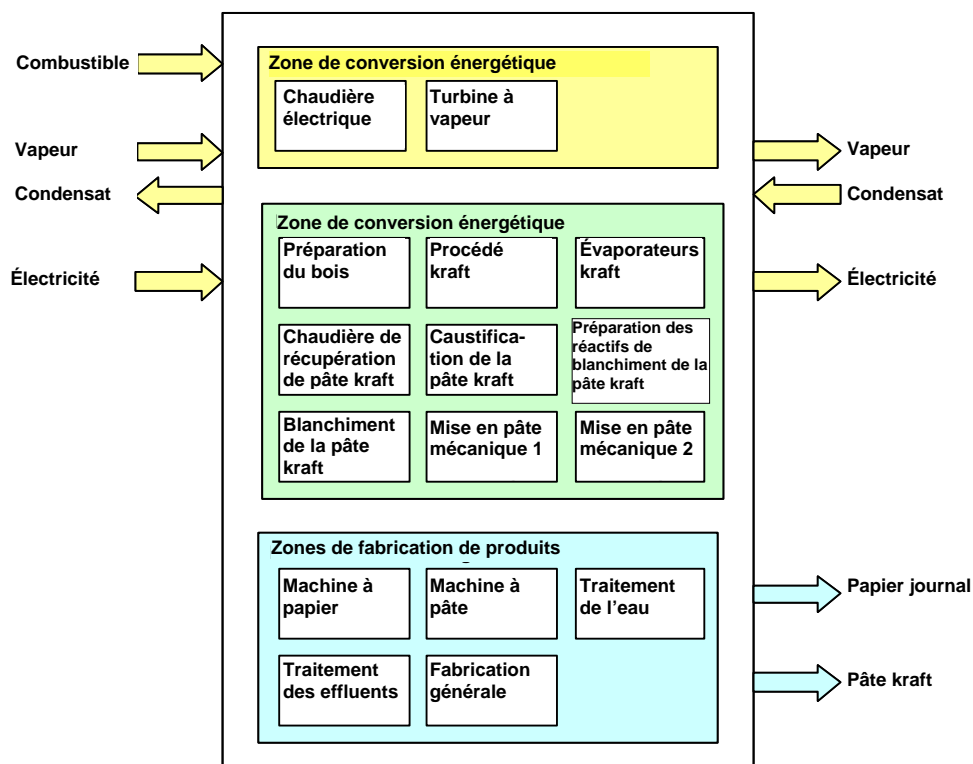 Combustible
Vapeur
Condensat
Électricité
Zone de conversion énergétique
Chaudière
électrique
Turbine à
vapeur
Zone de conversion énergétique
Préparation
du bois
Procédé
kraft
Évaporateurs
kraft
Chaudière de
récupération
de pâte kraft
Caustifica-
tion de la
pâte kraft
Préparation des
réactifs de
blanchiment de la
pâte kraft
Blanchiment
de la pâte
kraft
Mise en pâte
mécanique 1
Mise en pâte
mécanique 2
Zones de fabrication de produits
Machine à
papier
Machine à
pâte
Traitement
de l'eau
Traitement
des effluents
Fabrication
générale
Vapeur
Condensat
Électricité
Papier journal
Pâte kraft